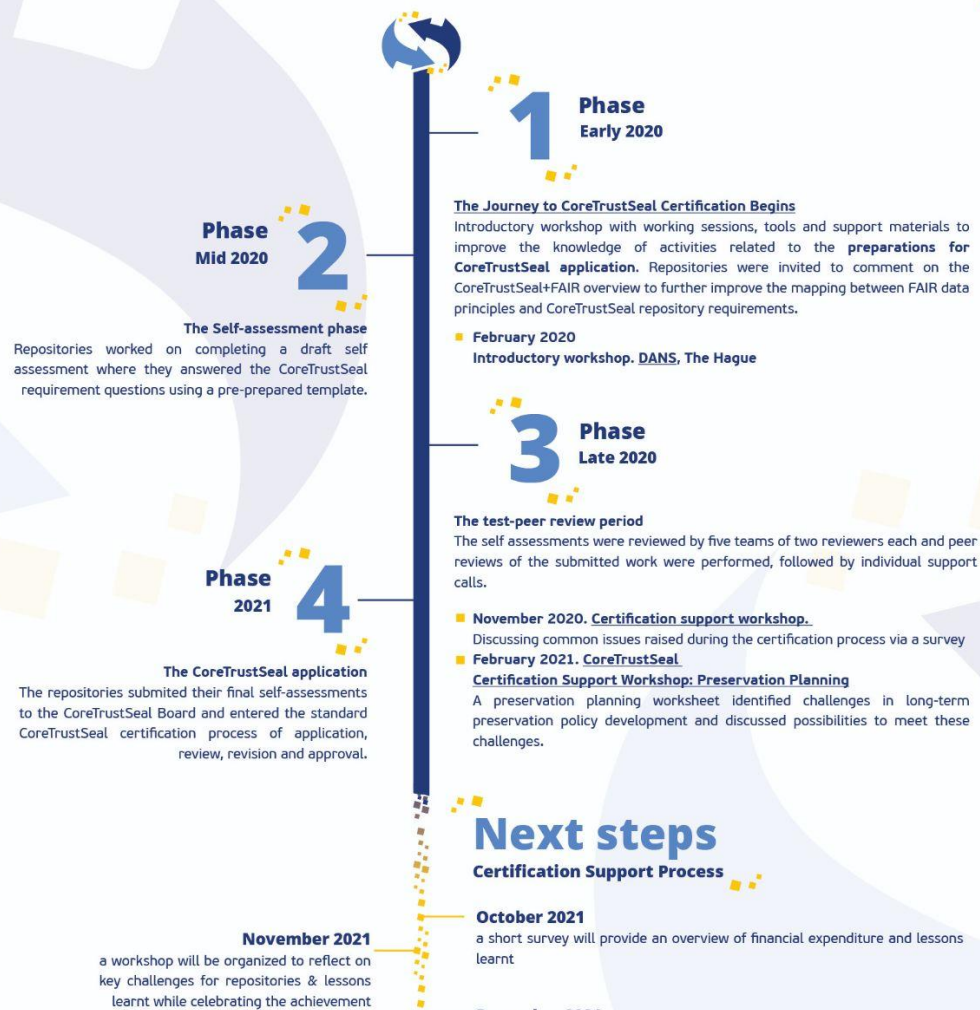 1
Phase
Early 2020
The Journey to CoreTrustSeal Certification Begins
Introductory workshop with working sessions, tools and support materials to
improve the knowledge of activities related to the preparations for
CoreTrustSeal application. Repositories were invited to comment on the
CoreTrustSeal+FAIR overview to further improve the mapping between FAIR data
principles and CoreTrustSeal repository requirements.
February 2020
Introductory workshop. DANS, The Hague
Phase
Mid 2020
2
The Self-assessment phase
Repositories worked on completing a draft self
assessment where they answered the CoreTrustSeal
requirement questions using a pre-prepared template.
3
Phase
Late 2020
The test-peer review period
The self assessments were reviewed by five teams of two reviewers each and peer
reviews of the submitted work were performed, followed by individual support
calls.
November 2020. Certification support workshop.
Discussing common issues raised during the certification process via a survey
February 2021. CoreTrustSeal
Certification Support Workshop: Preservation Planning
A preservation planning worksheet identified challenges in long-term
preservation policy development and discussed possibilities to meet these
challenges.
Phase
2021
4
The CoreTrustSeal application
The repositories submited their final self-assessments
to the CoreTrustSeal Board and entered the standard
CoreTrustSeal certification process of application,
review, revision and approval.
Next steps
Certification Support Process
October 2021
a short survey will provide an overview of financial expenditure and lessons
learnt
November 2021
a workshop will be organized to reflect on
key challenges for repositories & lessons
learnt while celebrating the achievement